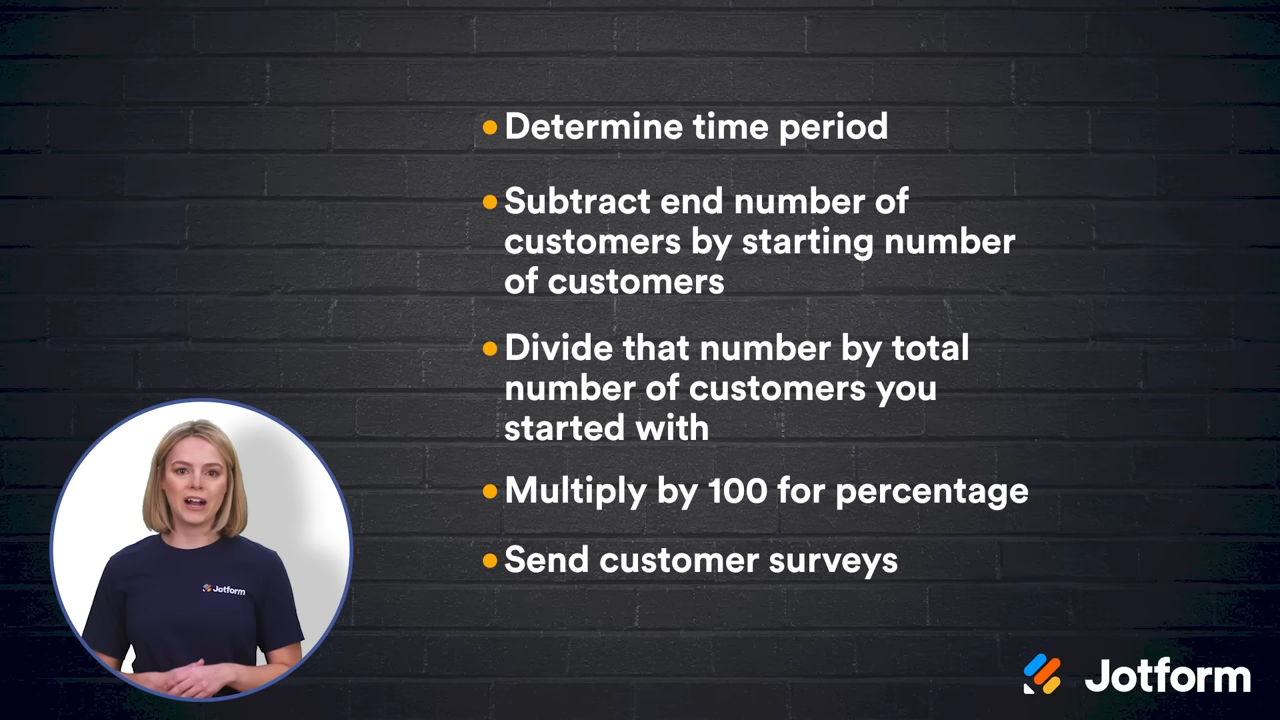 • Determine time period
• Subtract end number of
customers by starting number
of customers
• Divide that number by total
number of customers you
started with
• Multiply by 100 for percentage
• Send customer surveys
Jotform
Jotform